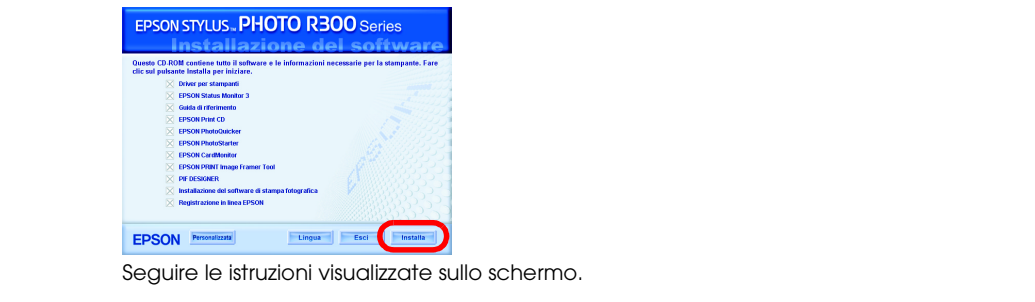 EPSON STYLUS™ PHOTO R300 Series
Installazione del software
Questo CD-ROM contiene tutto il software e le informazioni necessarie per la stampante. Fare
clic sul pulsante Installa per iniziare.
Driver per stampanti
EPSON Status Monitor 3
Guida di riferimento
EPSON Print CD
EPSON PhotoQuicker
EPSON PhotoStarter
EPSON CardMonitor
EPSON PRINT Image Framer Tool
PIF DESIGNER
Installazione del software di stampa fotografica
Registrazione in linea EPSON
EPSON
EPSON Personalizzata Lingua Esci Installa
Seguire le istruzioni visualizzate sullo schermo.